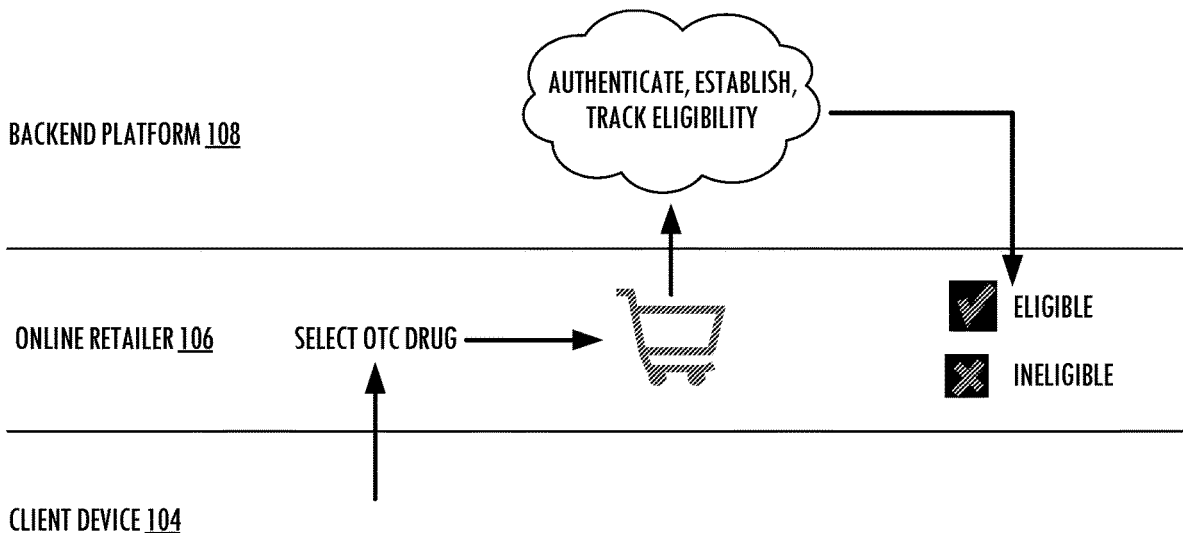 AUTHENTICATE, ESTABLISH,
TRACK ELIGIBILITY
BACKEND PLATFORM 108
ONLINE RETAILER 106
SELECT OTC DRUG
ELIGIBLE
INELIGIBLE
CLIENT DEVICE 104